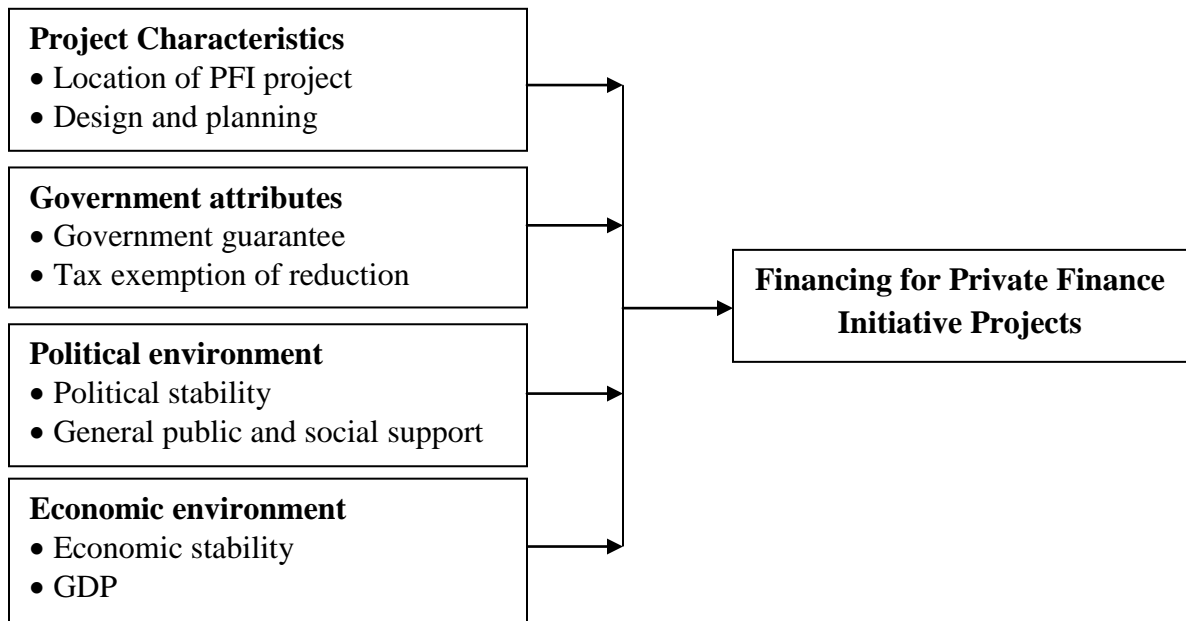 Project Characteristics
• Location of PFI project
• Design and planning
Government attributes
• Government guarantee
• Tax exemption of reduction
Political environment
• Political stability
• General public and social support
Economic environment
• Economic stability
• GDP
Financing for Private Finance
Initiative Projects